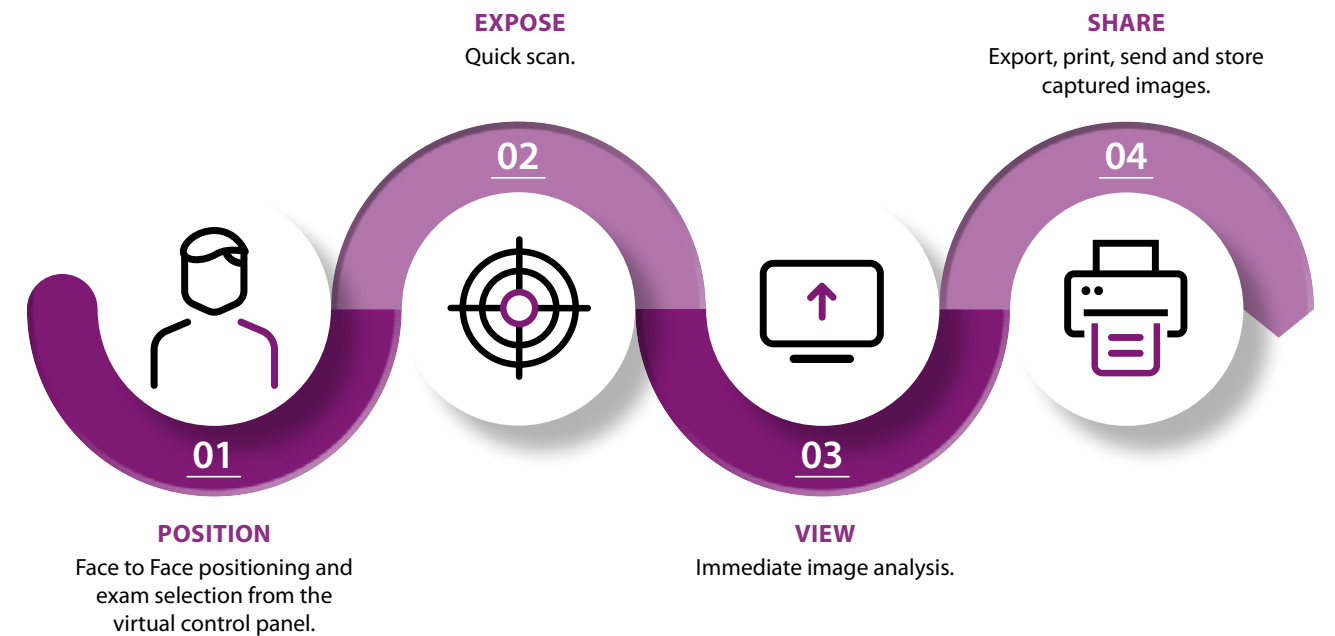 01
POSITION
Face to Face positioning and
exam selection from the
virtual control panel.
EXPOSE
Quick scan.
02
03
VIEW
Immediate image analysis.
SHARE
Export, print, send and store
captured images.
04